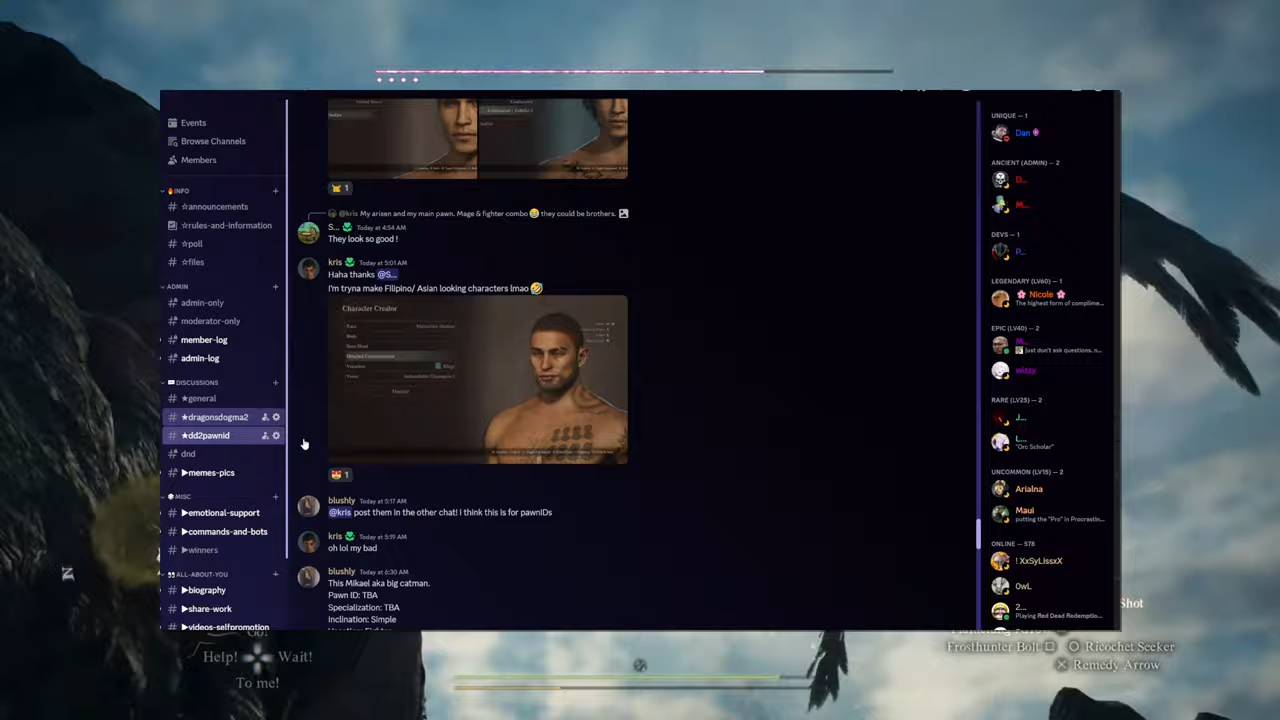 Events
Browse Channels
Members
INFO
☆announcements
☆rules-and-information
☆poll
☆files
ADMIN
admin-only
moderator-only
member-log
admin-log
DISCUSSIONS
★general
★dragonsdogma2
★dd2pawnid
dnd
▶memes-pics
MISC
▶emotional-support
▶commands-and-bots
▶winners
ALL-ABOUT-YOU
▶biography
▶share-work
▶videos-selfpromotion
1
@kris My arisen and my main pawn. Mage & fighter combo 😂 they could be brothers.
S... Today at 4:54 AM
They look so good !
kris Today at 5:01 AM
Haha thanks @S...
I'm tryna make Filipino/ Asian looking characters lmao 🤣
Character Creator
Vocation Mage
1
blushly Today at 5:17 AM
@kris post them in the other chat! i think this is for pawnIDs
kris Today at 5:19 AM
oh lol my bad
blushly Today at 6:30 AM
This Mikael aka big catman.
Pawn ID: TBA
Specialization: TBA
Inclination: Simple
UNIQUE — 1
Dan
ANCIENT (ADMIN) — 2
D...
M...
DEVS — 1
P...
LEGENDARY (LV60) — 1
🌸 Nicole 🌸
The highest form of complime...
EPIC (LV40) — 2
M...
just don't ask questions. n...
wizzy
RARE (LV25) — 2
J...
L...
"Orc Scholar"
UNCOMMON (LV15) — 2
Arialna
Maui
putting the "Pro" in Procrastin...
ONLINE — 578
! XxSyLissxX
0wL
2...
Playing Red Dead Redemptio...
Go!
Help! Wait!
To me!
Shot
Frosthunter Bolt
Ricochet Seeker
Remedy Arrow